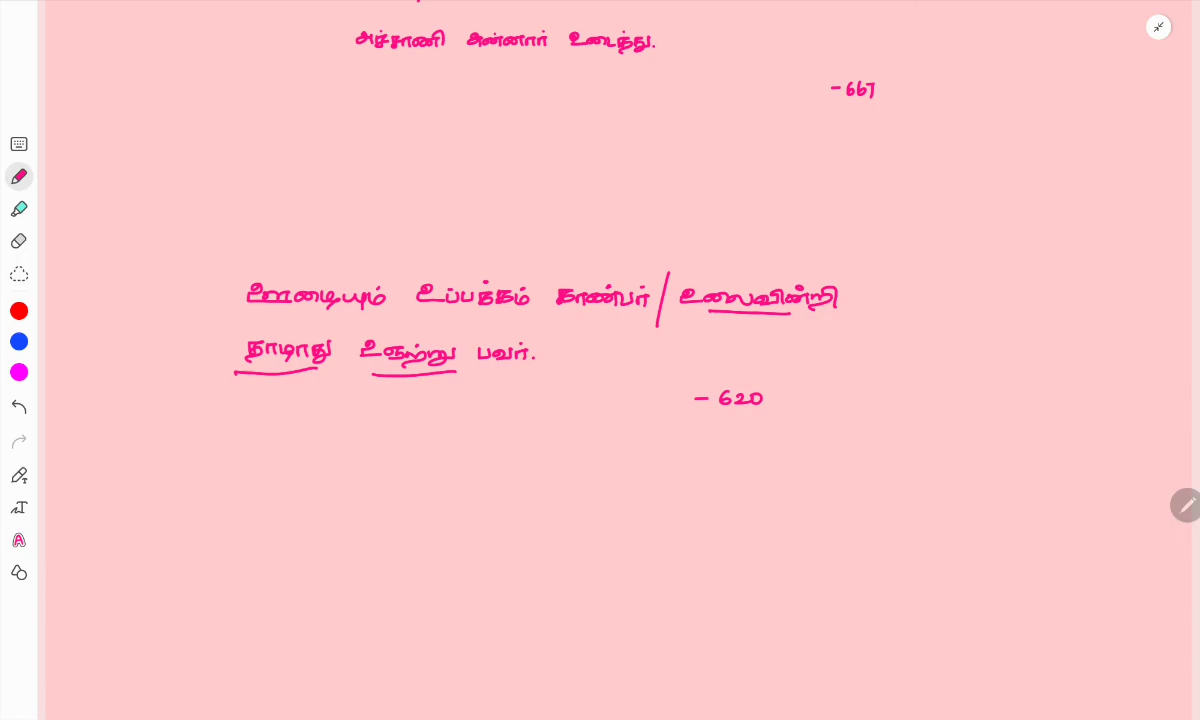 அச்சாணி அன்னார் உடைத்து.
- 667
ஊழையும் உப்பக்கம் காண்பர் / உலைவின்றி
தாழாது உஞற்று பவர்.
- 620